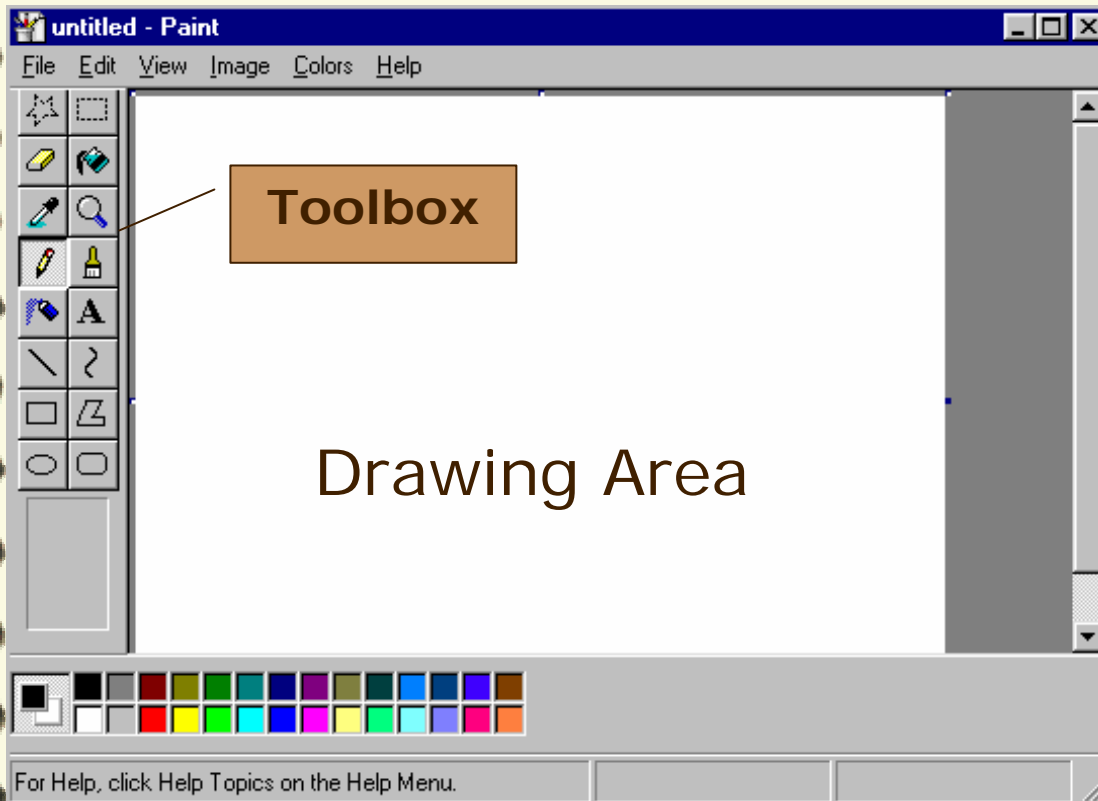 untitled - Paint
File Edit View Image Colors Help
Toolbox
A
Drawing Area
For Help, click Help Topics on the Help Menu.